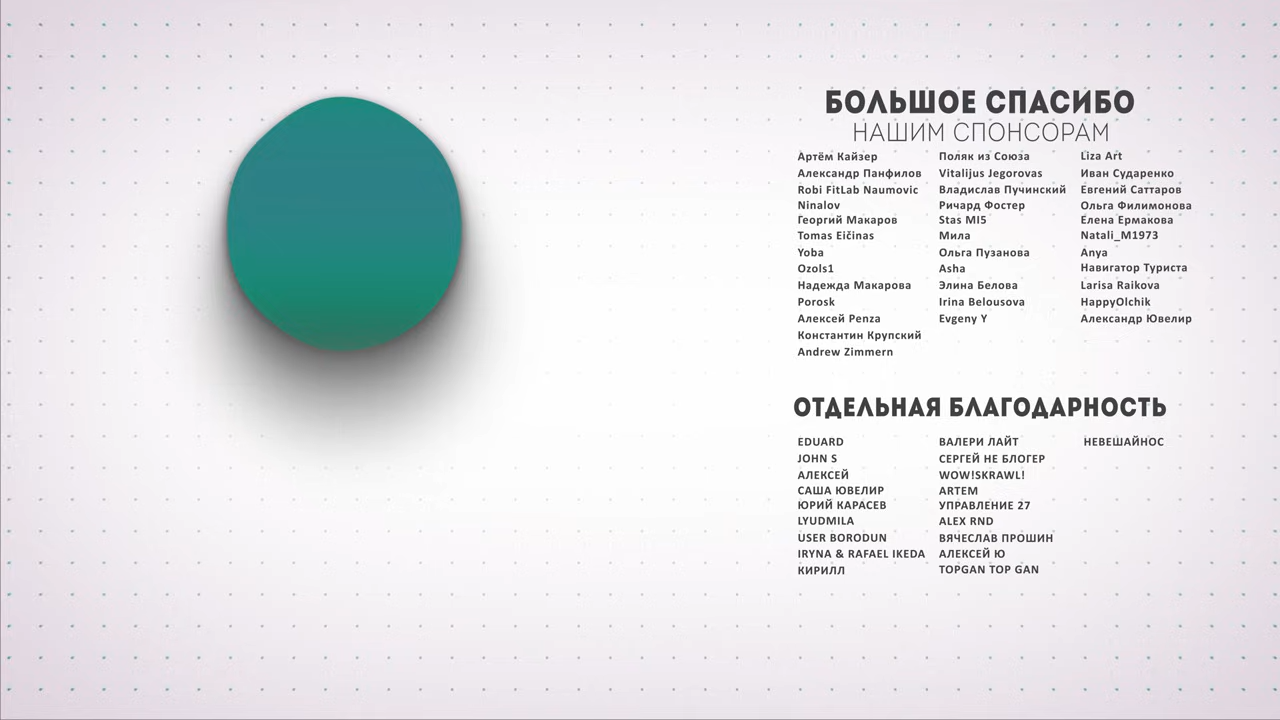 БОЛЬШОЕ СПАСИБО
НАШИМ СПОНСОРАМ
Артём Кайзер
Александр Панфилов
Robi FitLab Naumovic
Ninalov
Георгий Макаров
Tomas Eičinas
Yoba
Ozols1
Надежда Макарова
Porosk
Алексей Penza
Константин Крупский
Andrew Zimmern
Поляк из Союза
Vitalijus Jegorovas
Владислав Пучинский
Ричард Фостер
Stas MI5
Мила
Ольга Пузанова
Asha
Элина Белова
Irina Belousova
Evgeny Y
Liza Art
Иван Сударенко
Евгений Саттаров
Ольга Филимонова
Елена Ермакова
Natali_M1973
Anya
Навигатор Туриста
Larisa Raikova
HappyOlchik
Александр Ювелир
ОТДЕЛЬНАЯ БЛАГОДАРНОСТЬ
EDUARD
JOHN S
АЛЕКСЕЙ
САША ЮВЕЛИР
ЮРИЙ КАРАСЕВ
LYUDMILA
USER BORODUN
IRYNA & RAFAEL IKEDA
КИРИЛЛ
ВАЛЕРИ ЛАЙТ
СЕРГЕЙ НЕ БЛОГЕР
WOW!SKRAWL!
ARTEM
УПРАВЛЕНИЕ 27
ALEX RND
ВЯЧЕСЛАВ ПРОШИН
АЛЕКСЕЙ Ю
TOPGAN TOP GAN
НЕВЕШАЙНОС